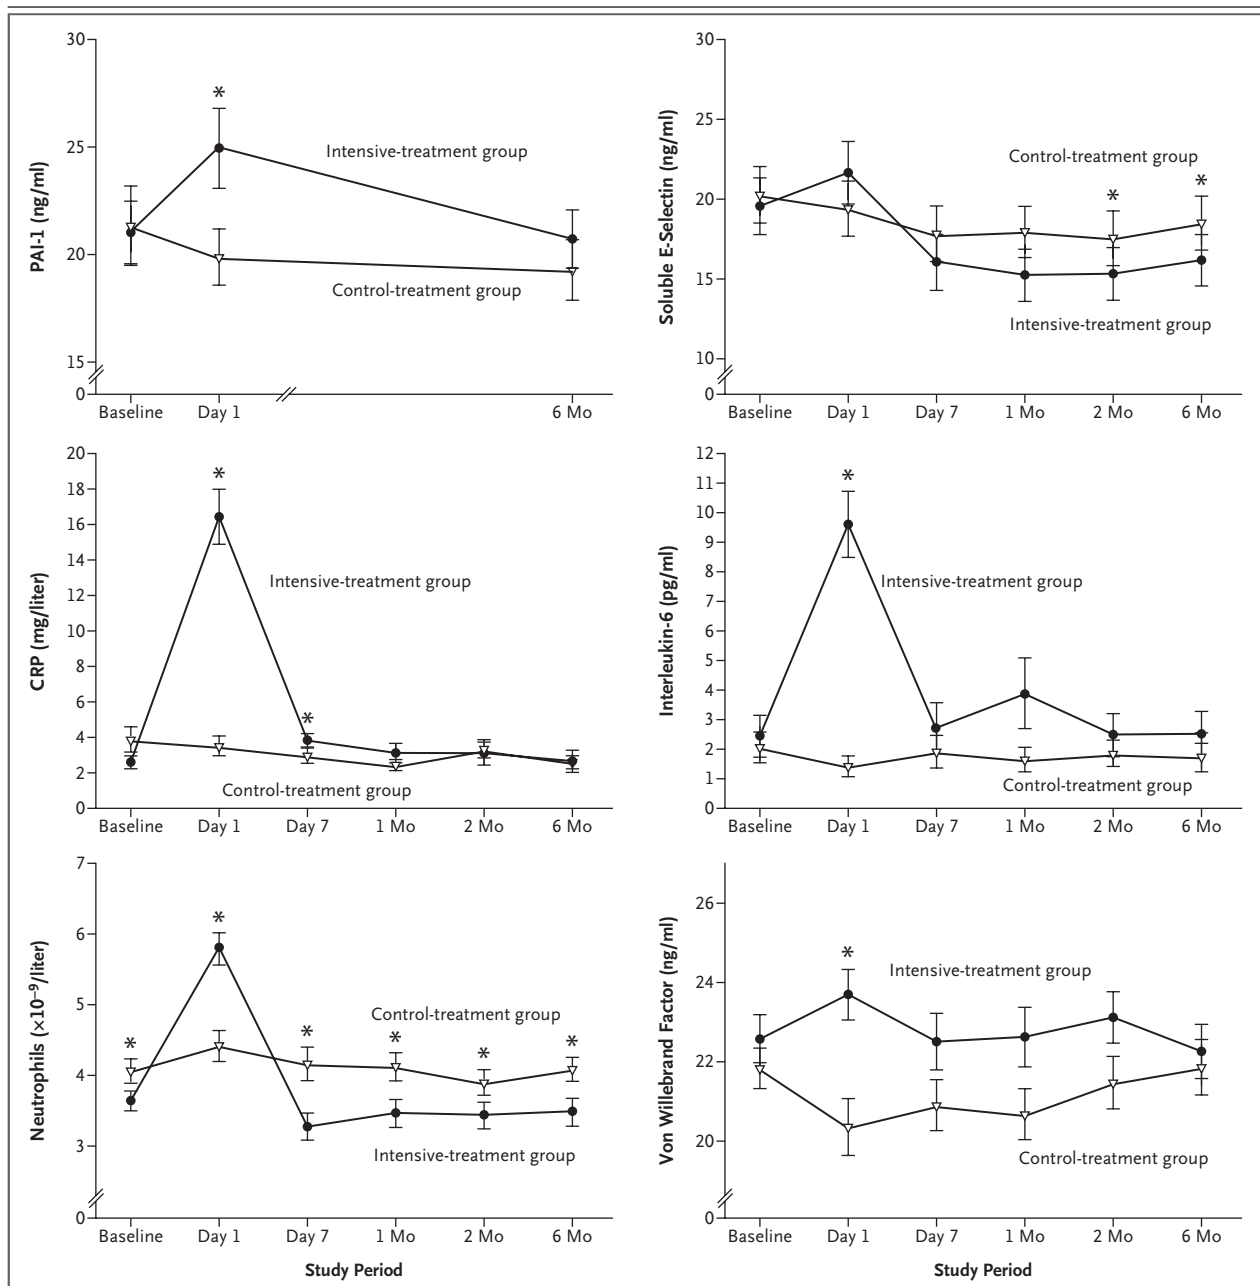 PAI-1 (ng/ml)
30
25
20
15
0
*
Intensive-treatment group
Control-treatment group
Baseline
Day 1
6 Mo
Soluble E-Selectin (ng/ml)
30
25
20
15
10
0
Control-treatment group
*
*
Intensive-treatment group
Baseline
Day 1
Day 7
1 Mo
2 Mo
6 Mo
CRP (mg/liter)
20
18
16
14
12
10
8
6
4
2
0
*
Intensive-treatment group
*
Control-treatment group
Baseline
Day 1
Day 7
1 Mo
2 Mo
6 Mo
Interleukin-6 (pg/ml)
12
11
10
9
8
7
6
5
4
3
2
1
0
*
Intensive-treatment group
Control-treatment group
Baseline
Day 1
Day 7
1 Mo
2 Mo
6 Mo
Neutrophils (×10⁻⁹/liter)
7
6
5
4
3
0
*
*
Control-treatment group
*
*
*
*
Intensive-treatment group
Baseline
Day 1
Day 7
1 Mo
2 Mo
6 Mo
Study Period
Von Willebrand Factor (ng/ml)
26
24
22
20
0
*
Intensive-treatment group
Control-treatment group
Baseline
Day 1
Day 7
1 Mo
2 Mo
6 Mo
Study Period